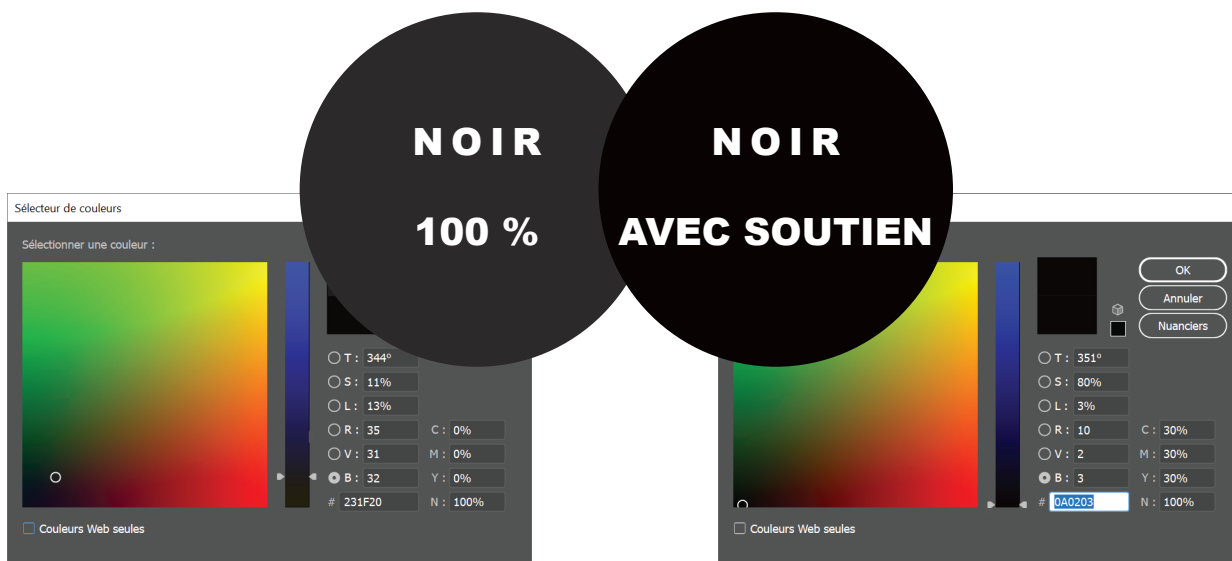 NOIR
100 %
NOIR
AVEC SOUTIEN
Sélecteur de couleurs
Sélectionner une couleur :
T : 344°
S : 11%
L : 13%
R : 35 C : 0%
V : 31 M : 0%
B : 32 Y : 0%
# 231F20 N : 100%
Couleurs Web seules
OK
Annuler
Nuanciers
T : 351°
S : 80%
L : 3%
R : 10 C : 30%
V : 2 M : 30%
B : 3 Y : 30%
# 0A0203 N : 100%
Couleurs Web seules